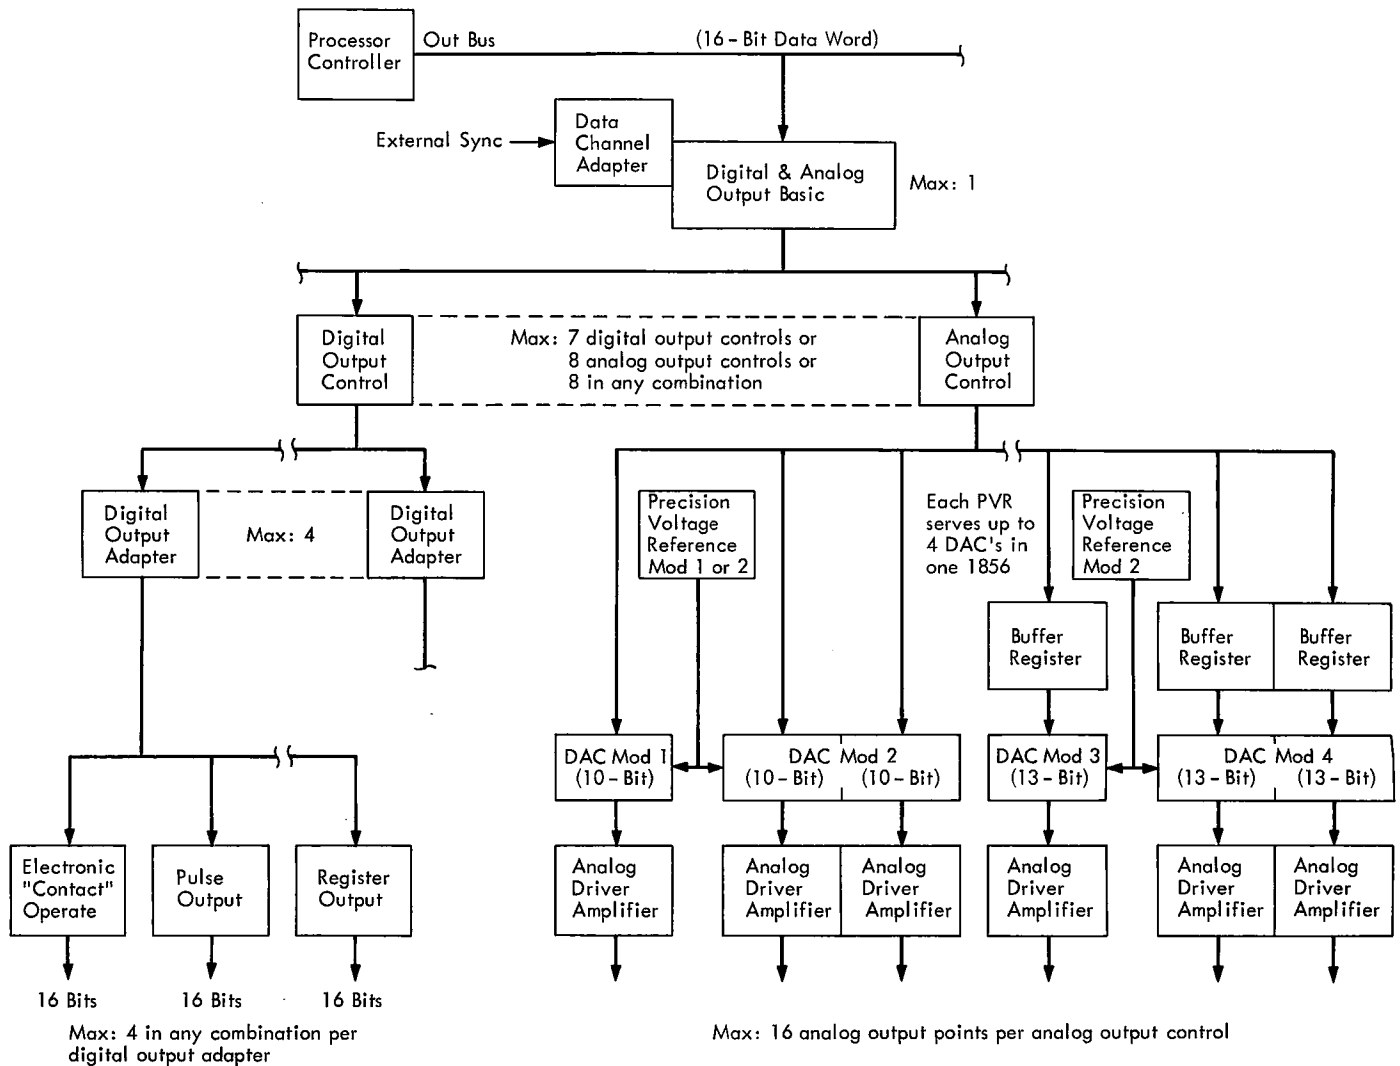 Processor
Controller
Out Bus
(16-Bit Data Word)
External Sync
Data
Channel
Adapter
Digital & Analog
Output Basic
Max: 1
Digital
Output
Control
Max: 7 digital output controls or
8 analog output controls or
8 in any combination
Analog
Output
Control
Digital
Output
Adapter
Max: 4
Digital
Output
Adapter
Precision
Voltage
Reference
Mod 1 or 2
Each PVR
serves up to
4 DAC's in
one 1856
Precision
Voltage
Reference
Mod 2
Buffer
Register
Buffer
Register
Buffer
Register
DAC Mod 1
(10-Bit)
DAC Mod 2
(10-Bit) (10-Bit)
DAC Mod 3
(13-Bit)
DAC Mod 4
(13-Bit) (13-Bit)
Electronic
"Contact"
Operate
Pulse
Output
Register
Output
Analog
Driver
Amplifier
Analog
Driver
Amplifier
Analog
Driver
Amplifier
Analog
Driver
Amplifier
Analog
Driver
Amplifier
Analog
Driver
Amplifier
16 Bits
16 Bits
16 Bits
Max: 4 in any combination per
digital output adapter
Max: 16 analog output points per analog output control